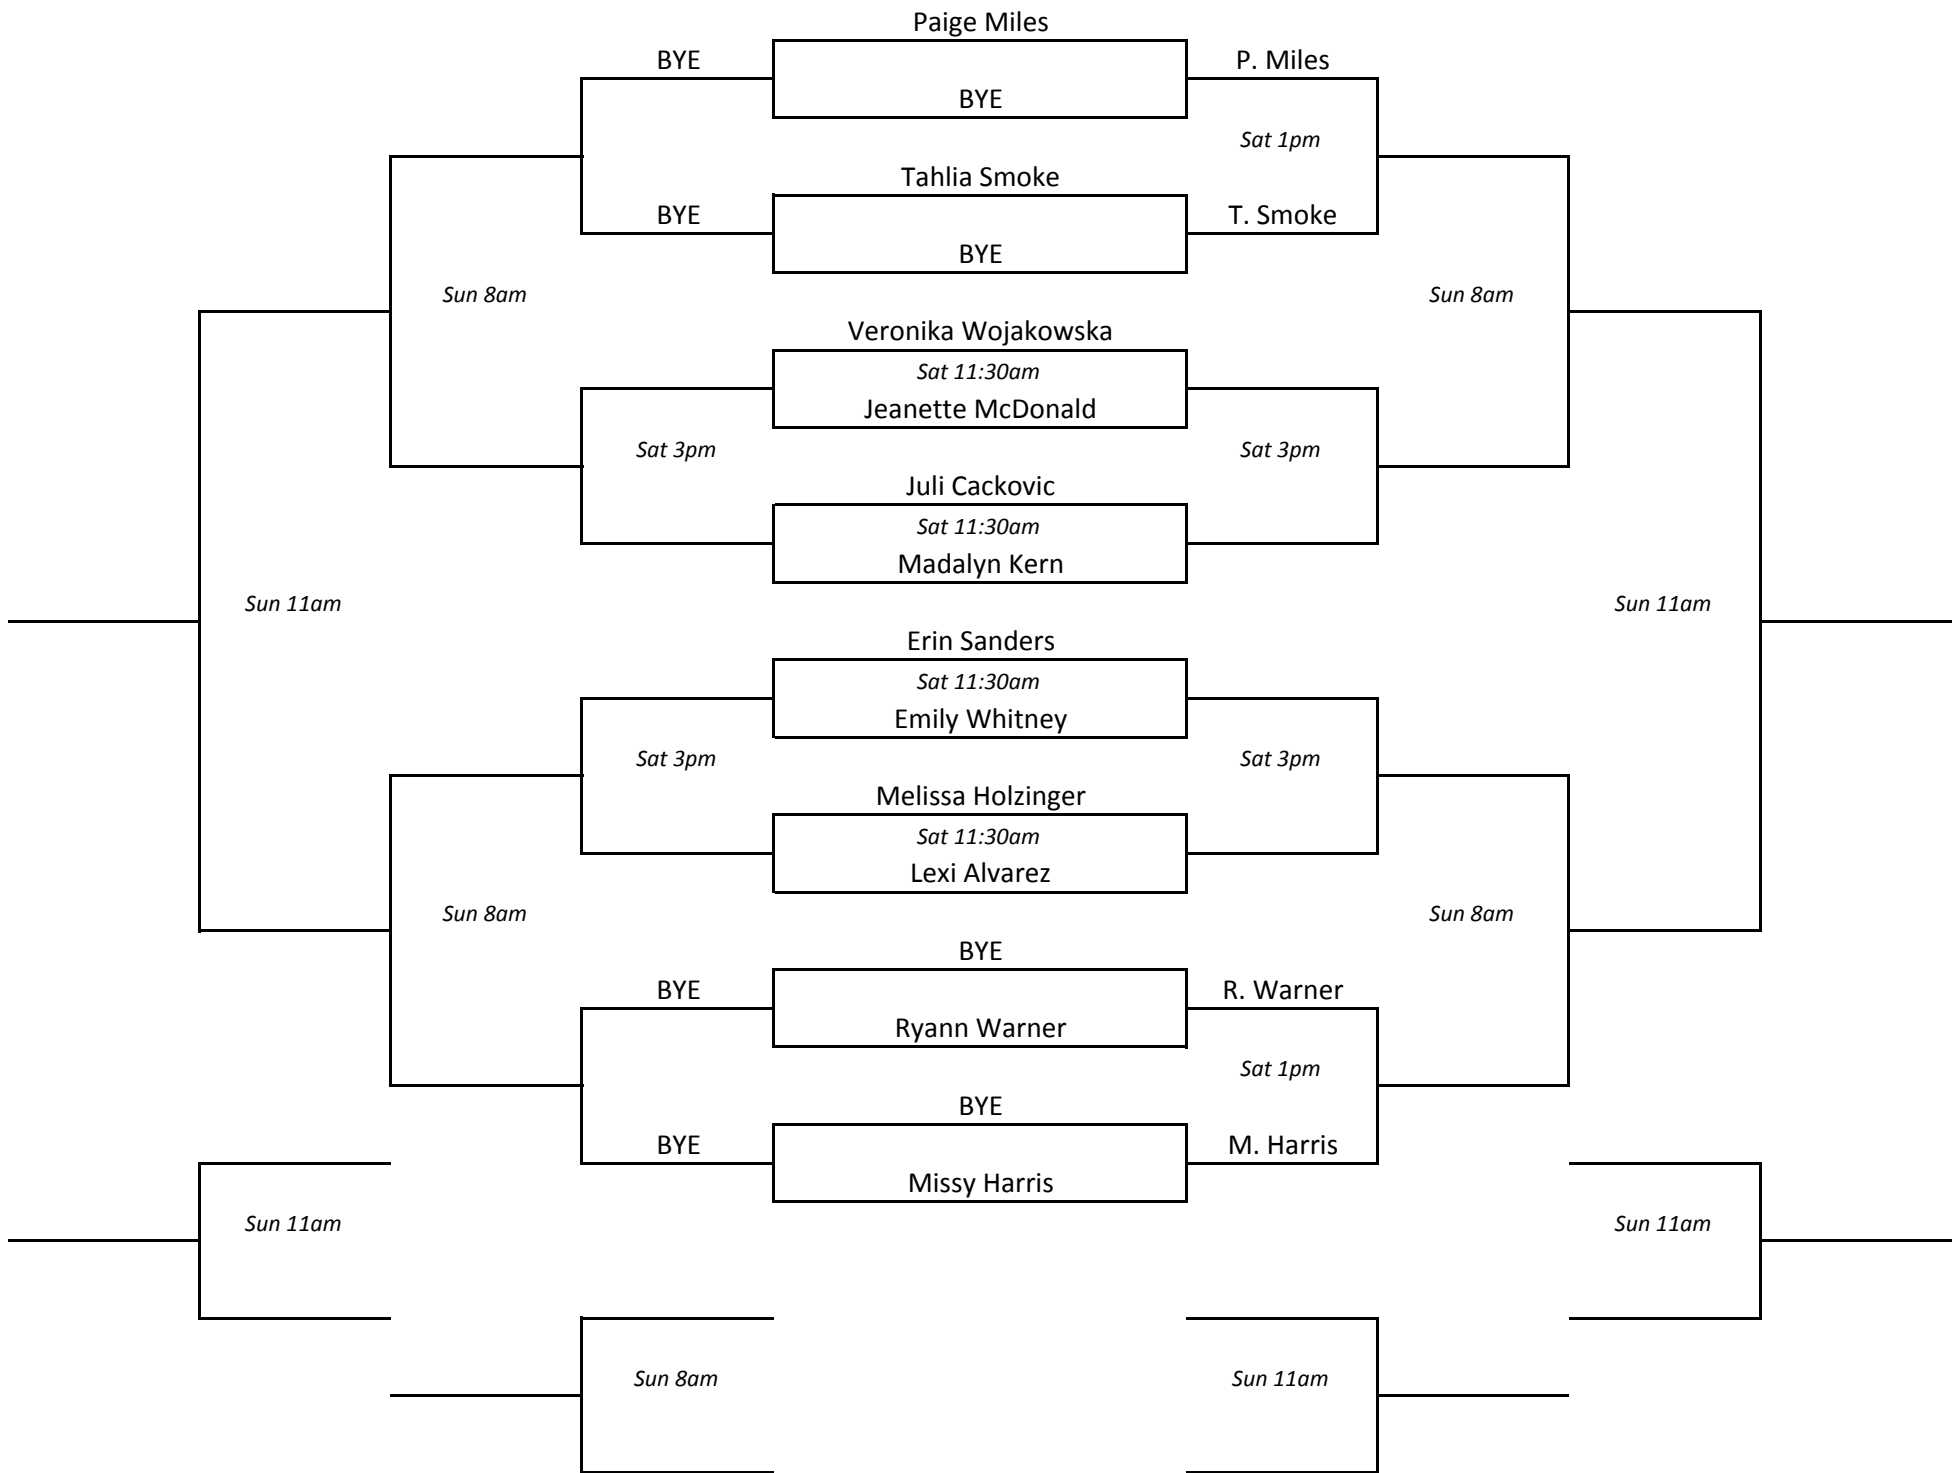 Paige Miles
BYE
P. Miles
BYE
Sat 1pm
Tahlia Smoke
BYE
T. Smoke
BYE
Sun 8am
Sun 8am
Veronika Wojakowska
Sat 11:30am
Jeanette McDonald
Sat 3pm
Sat 3pm
Juli Cackovic
Sat 11:30am
Madalyn Kern
Sun 11am
Sun 11am
Erin Sanders
Sat 11:30am
Emily Whitney
Sat 3pm
Sat 3pm
Melissa Holzinger
Sat 11:30am
Lexi Alvarez
Sun 8am
Sun 8am
BYE
BYE
R. Warner
Ryann Warner
Sat 1pm
BYE
BYE
M. Harris
Missy Harris
Sun 11am
Sun 11am
Sun 8am
Sun 11am